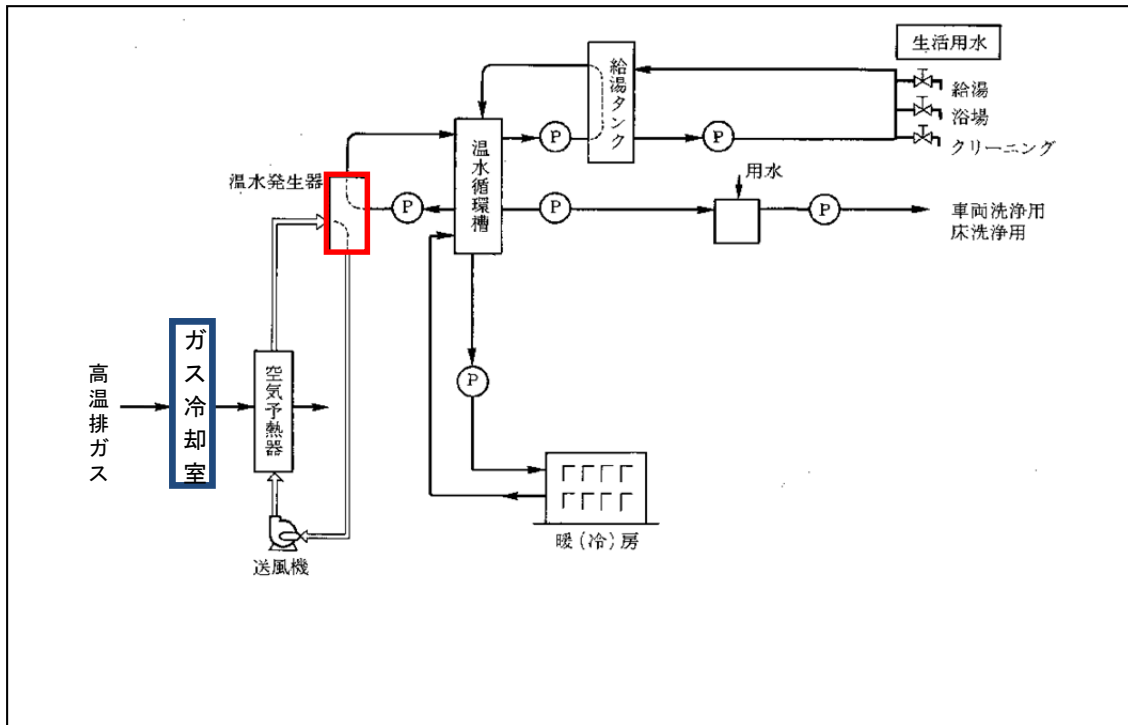 生活用水
給湯タンク
給湯
浴場
クリーニング
P
P
温水循環槽
温水発生器
P
P
用水
P
車両洗浄用
床洗浄用
ガス冷却室
高温排ガス
空気予熱器
P
送風機
暖(冷)房